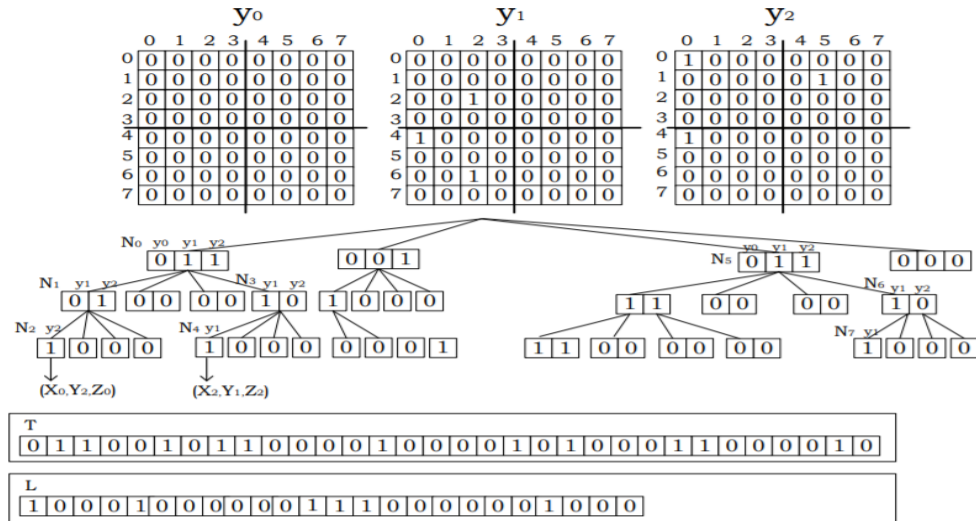 y₀ y₁ y₂
0 1 2 3 4 5 6 7 0 1 2 3 4 5 6 7 0 1 2 3 4 5 6 7
0 0 0 0 0 0 0 0 0 0 0 0 0 0 0 0 0 0 1 0 0 0 0 0 0 0
1 0 0 0 0 0 0 0 0 1 0 0 0 0 0 0 0 0 1 0 0 0 0 0 1 0 0
2 0 0 0 0 0 0 0 0 2 0 0 1 0 0 0 0 0 2 0 0 0 0 0 0 0 0
3 0 0 0 0 0 0 0 0 3 0 0 0 0 0 0 0 0 3 0 0 0 0 0 0 0 0
4 0 0 0 0 0 0 0 0 4 1 0 0 0 0 0 0 0 4 1 0 0 0 0 0 0 0
5 0 0 0 0 0 0 0 0 5 0 0 0 0 0 0 0 0 5 0 0 0 0 0 0 0 0
6 0 0 0 0 0 0 0 0 6 0 0 1 0 0 0 0 0 6 0 0 0 0 0 0 0 0
7 0 0 0 0 0 0 0 0 7 0 0 0 0 0 0 0 0 7 0 0 0 0 0 0 0 0
N₀ y₀ y₁ y₂ N₅ y₀ y₁ y₂
0 1 1 0 0 1 0 1 1 0 0 0
N₁ y₁ y₂ N₃ y₁ y₂ N₆ y₁ y₂
0 1 0 0 0 0 1 0 1 0 0 0 1 1 0 0 0 0 1 0
N₂ y₂ N₄ y₁ N₇ y₁
1 0 0 0 1 0 0 0 0 0 0 1 1 1 0 0 0 0 0 0 1 0 0 0
(X₀,Y₂,Z₀) (X₂,Y₁,Z₂)
T
0 1 1 0 0 1 0 1 1 0 0 0 0 1 0 0 0 0 1 0 1 0 0 0 1 1 0 0 0 0 1 0
L
1 0 0 0 1 0 0 0 0 0 0 1 1 1 0 0 0 0 0 0 1 0 0 0